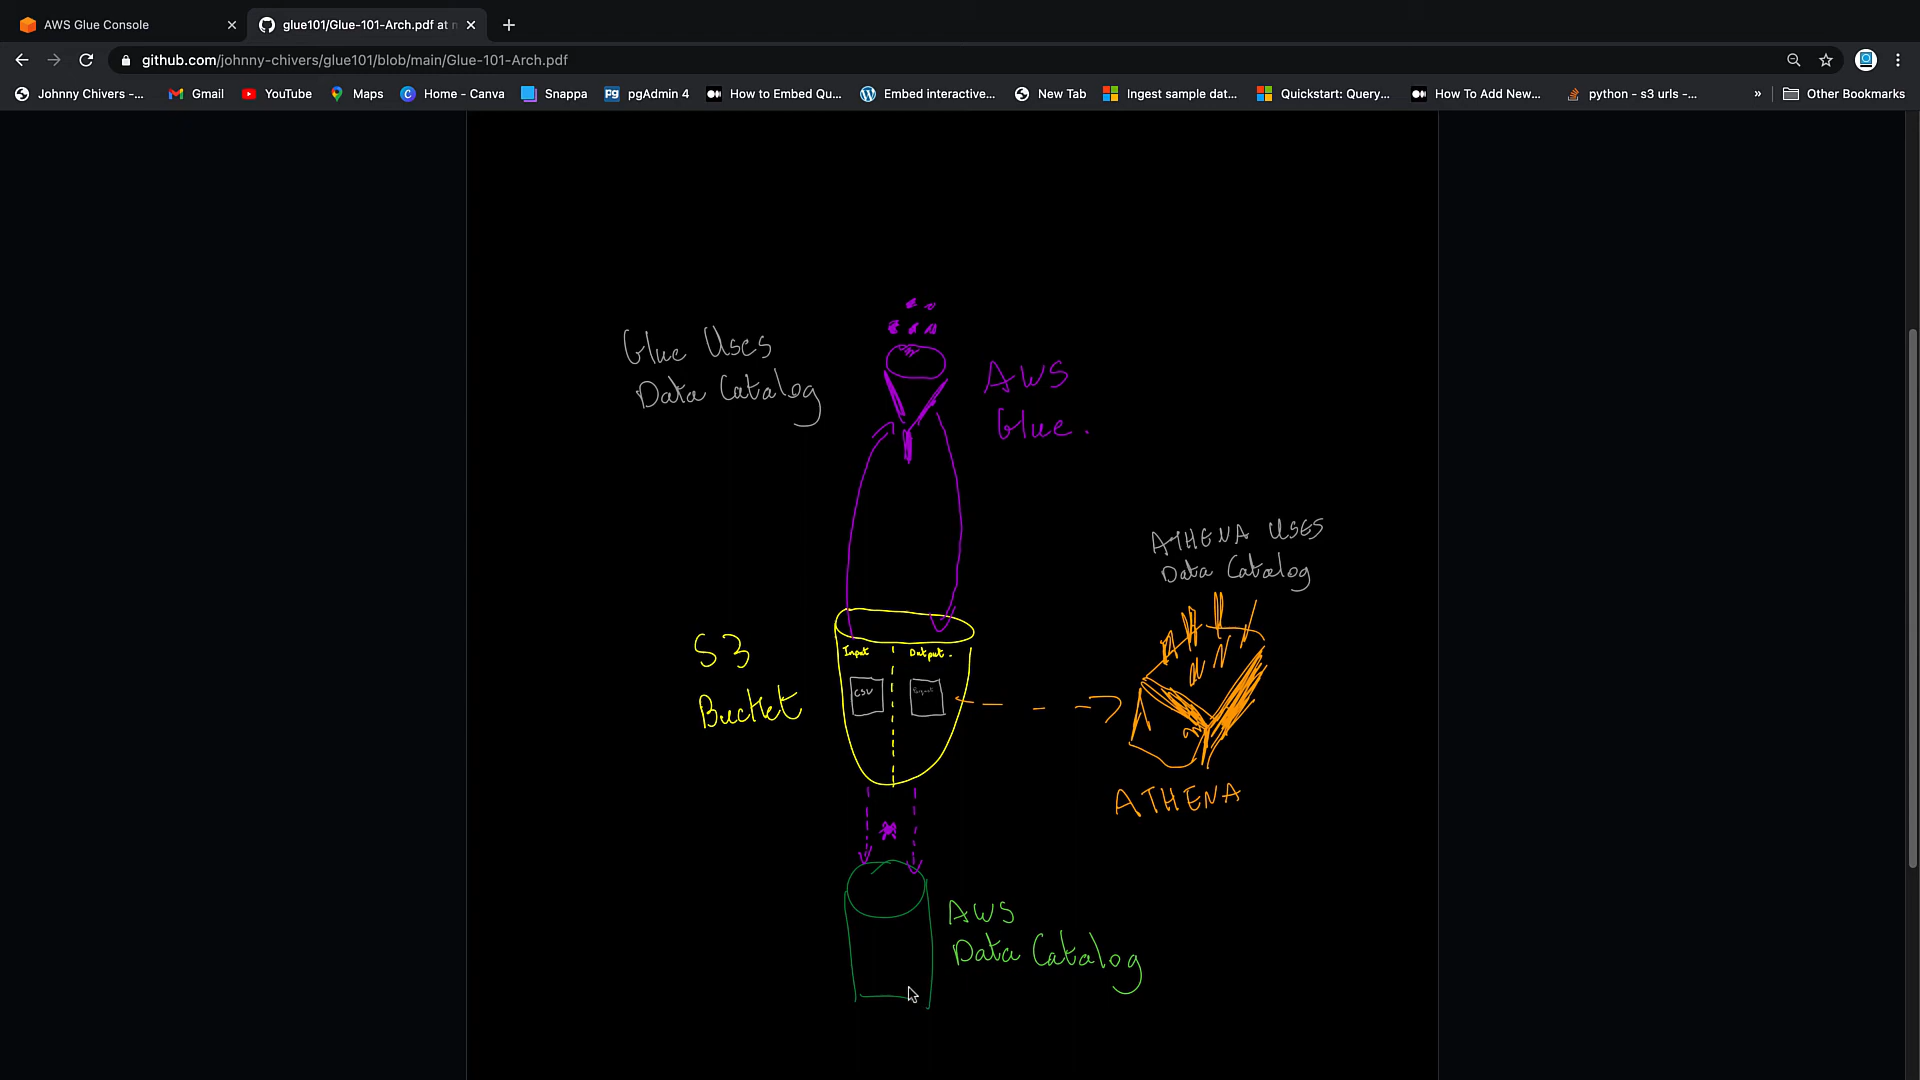 AWS Glue Console
glue101/Glue-101-Arch.pdf at m
github.com/johnny-chivers/glue101/blob/main/Glue-101-Arch.pdf
Johnny Chivers -...
Gmail
YouTube
Maps
Home - Canva
Snappa
pgAdmin 4
How to Embed Qu...
Embed interactive...
New Tab
Ingest sample dat...
Quickstart: Query...
How To Add New...
python - s3 urls -...
»
Other Bookmarks
Glue Uses
Data Catalog
AWS
Glue.
ATHENA USES
Data Catalog
S3
Bucket
Input
Output.
CSV
Parquet
ATHENA
AWS
Data Catalog